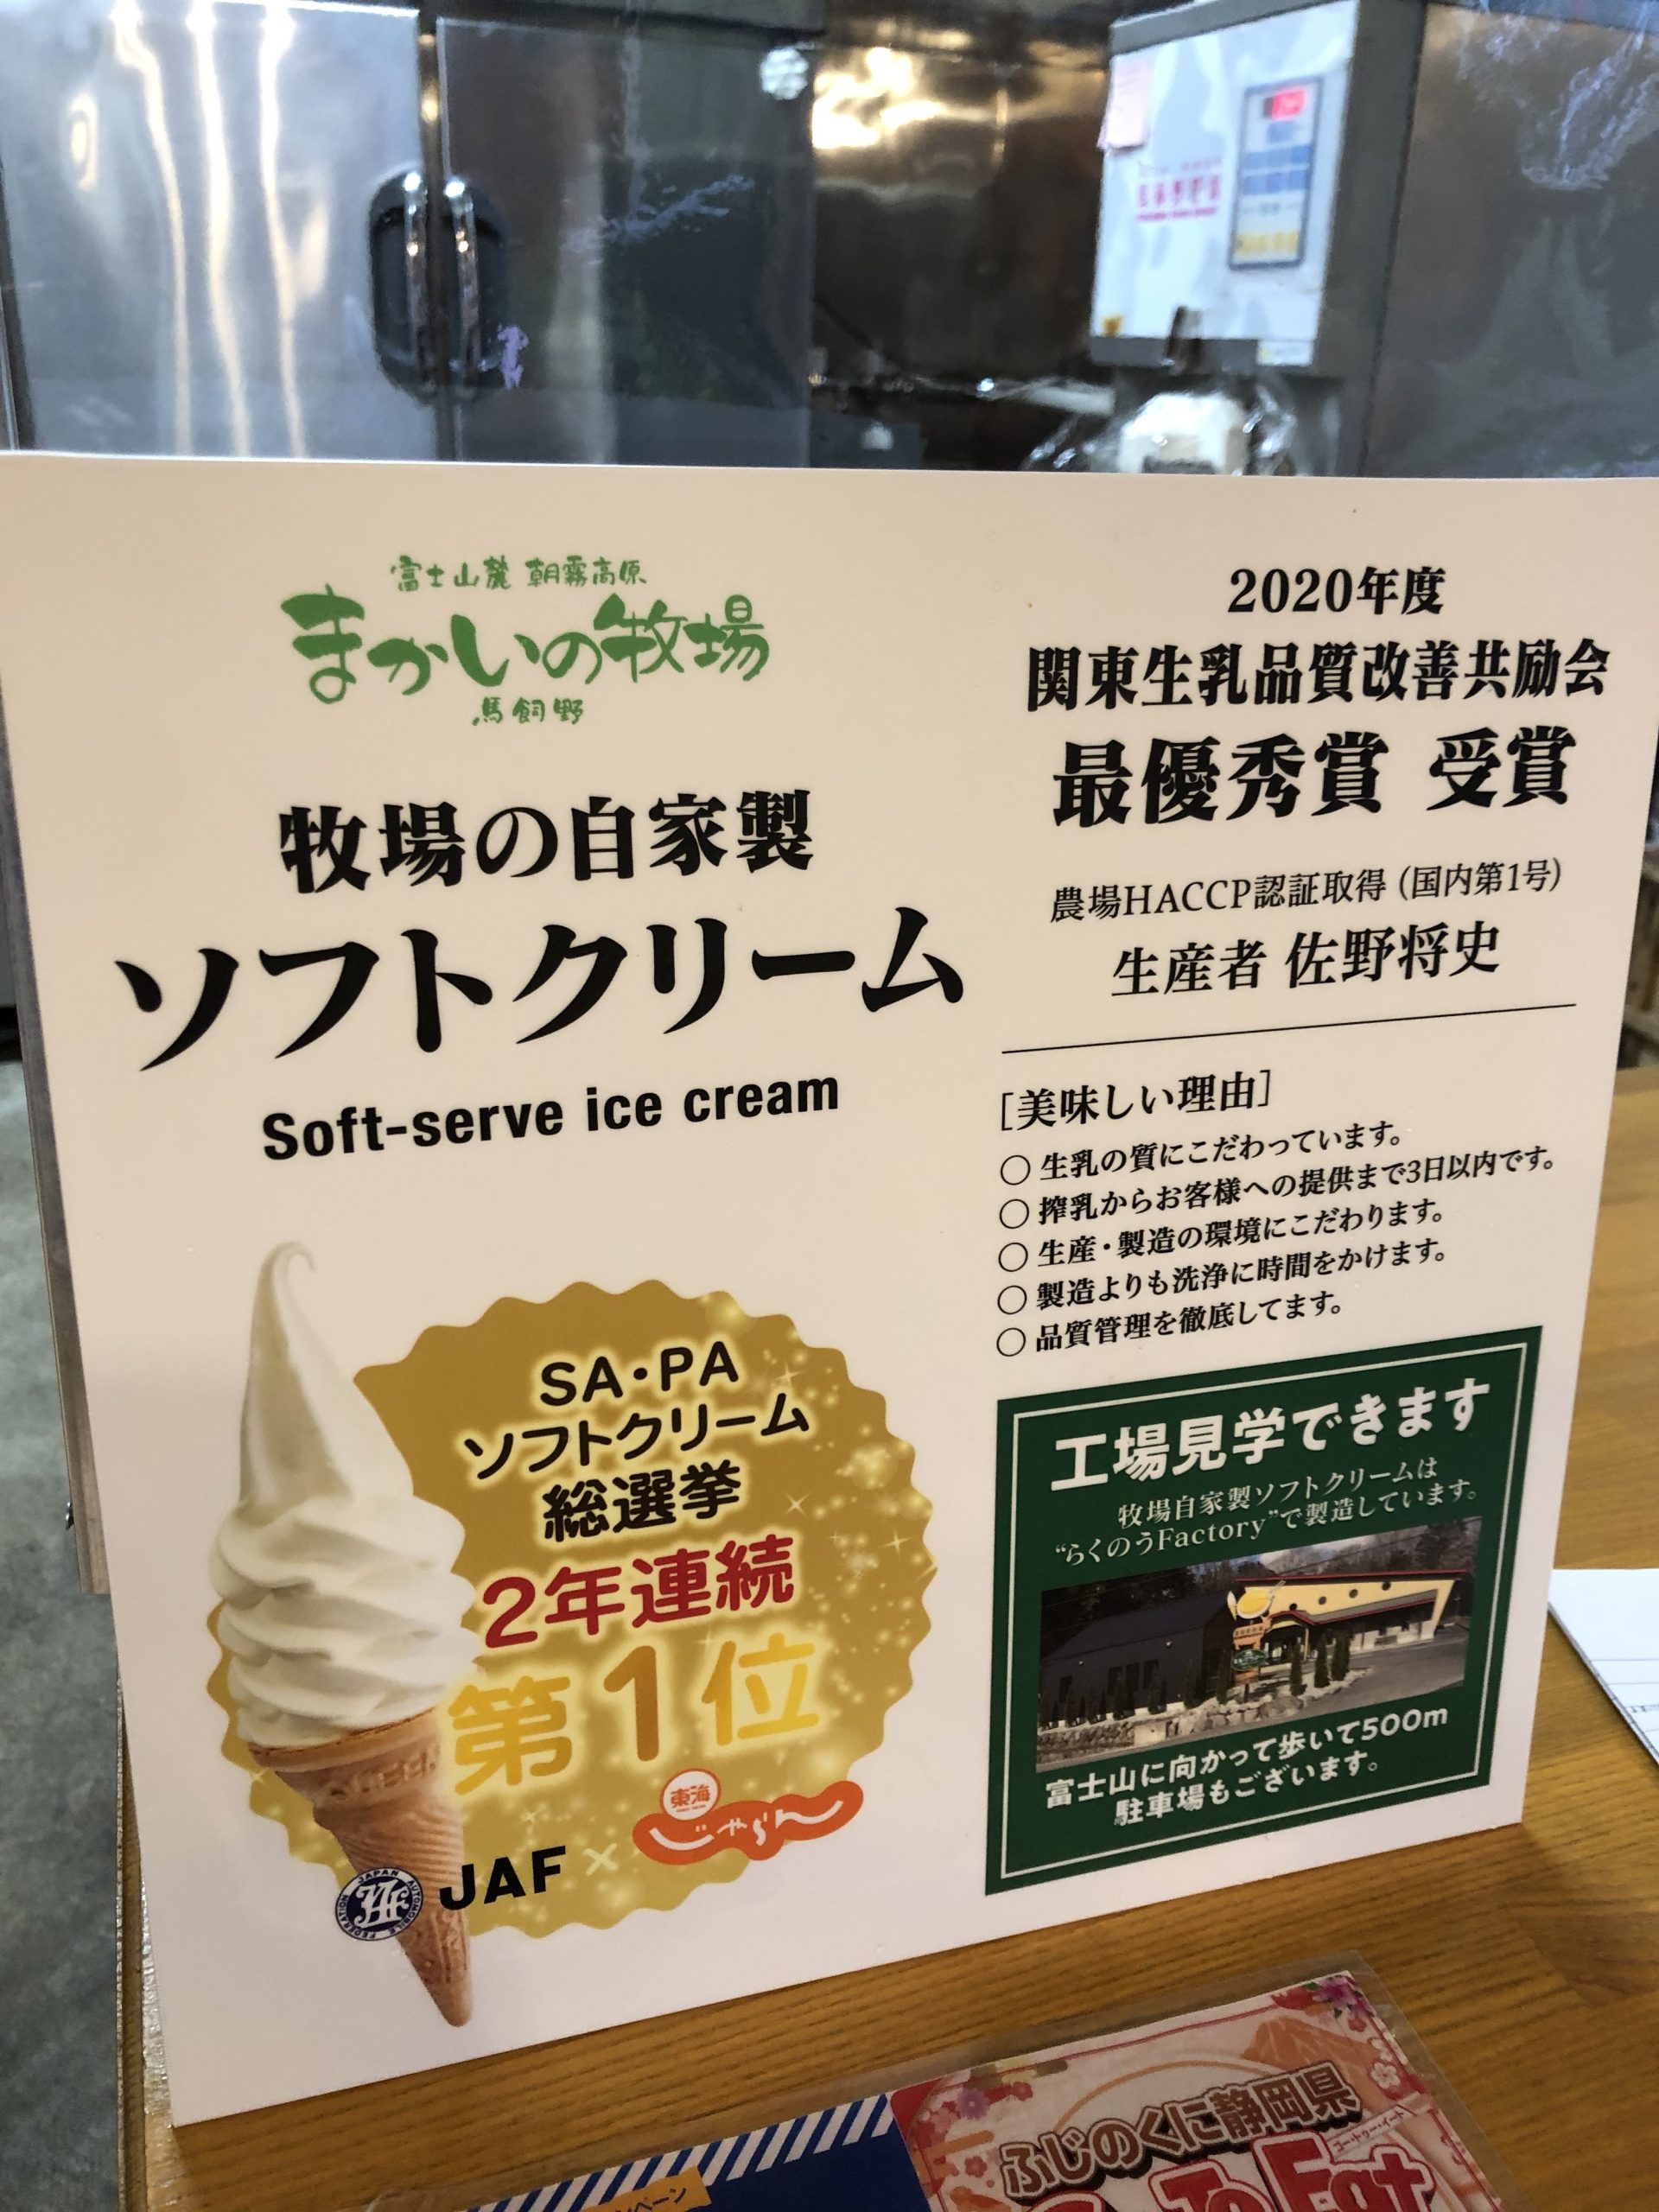 富士山麓 朝霧高原
まかいの牧場
馬飼野
牧場の自家製
ソフトクリーム
Soft-serve ice cream
SA・PA
ソフトクリーム
総選挙
2年連続
第1位
JAPAN AUTOMOBILE FEDERATION
JAF
JAF × 東海
じゃらん
2020年度
関東生乳品質改善共励会
最優秀賞 受賞
農場HACCP認証取得 (国内第1号)
生産者 佐野将史
[美味しい理由]
○ 生乳の質にこだわっています。
○ 搾乳からお客様への提供まで3日以内です。
○ 生産・製造の環境にこだわります。
○ 製造よりも洗浄に時間をかけます。
○ 品質管理を徹底してます。
工場見学できます
牧場自家製ソフトクリームは
“らくのうFactory”で製造しています。
富士山に向かって歩いて500m
駐車場もございます。
ふじのくに静岡県
To Eat
ペーン